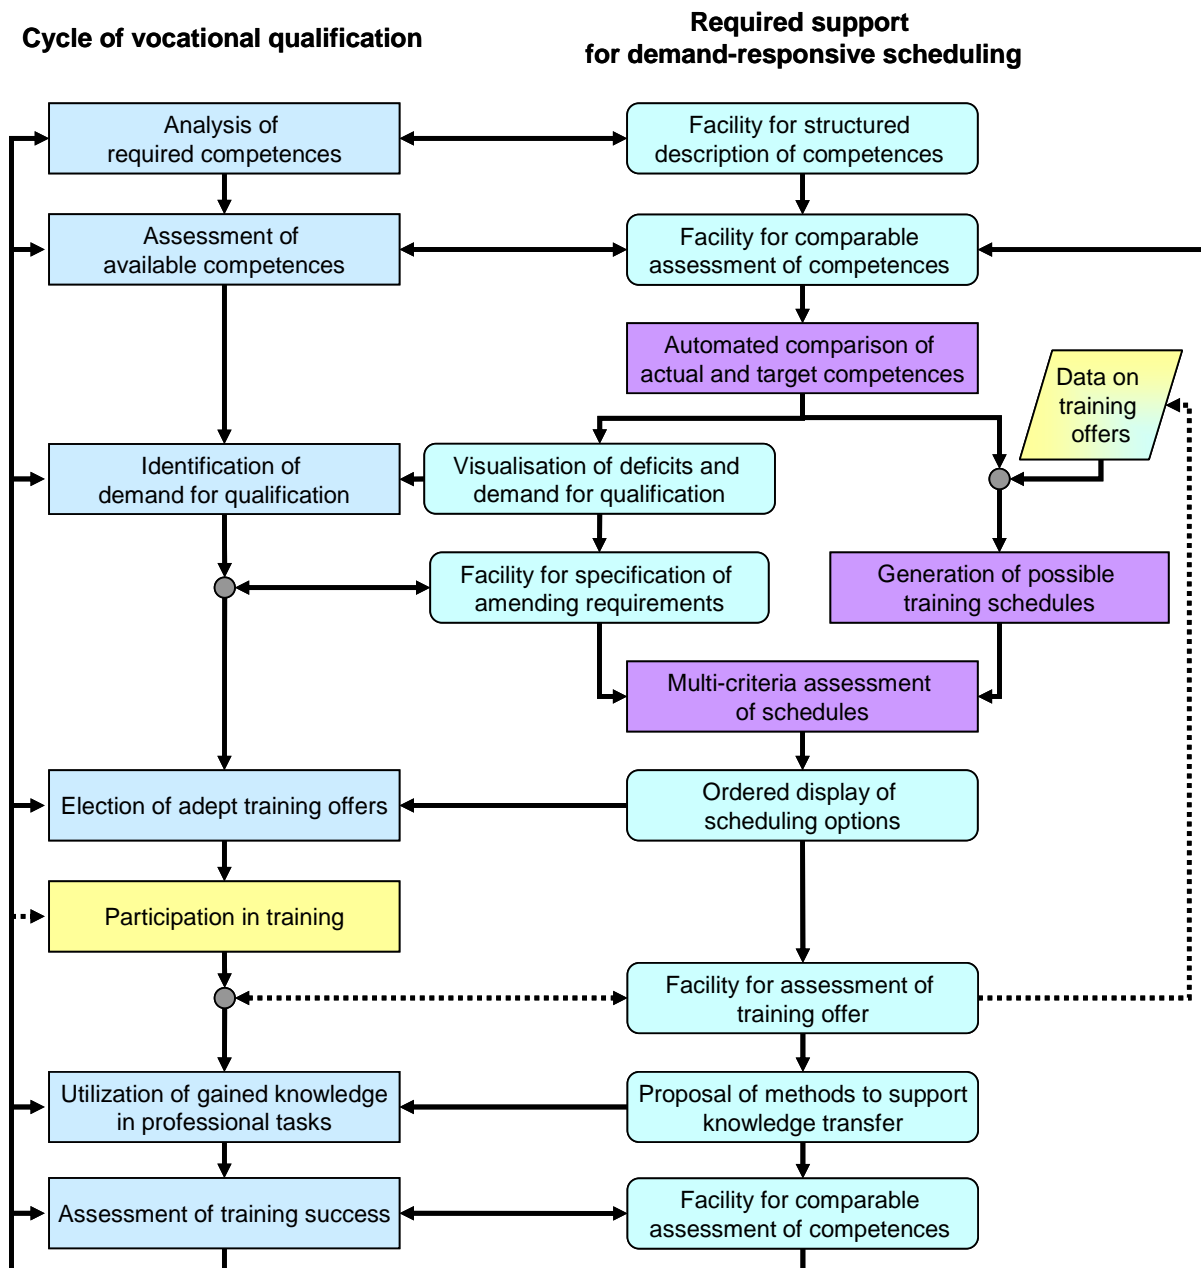 Cycle of vocational qualification
Required support
for demand-responsive scheduling
Analysis of
required competences
Facility for structured
description of competences
Assessment of
available competences
Facility for comparable
assessment of competences
Automated comparison of
actual and target competences
Data on
training
offers
Identification of
demand for qualification
Visualisation of deficits and
demand for qualification
Facility for specification of
amending requirements
Generation of possible
training schedules
Multi-criteria assessment
of schedules
Election of adept training offers
Ordered display of
scheduling options
Participation in training
Facility for assessment of
training offer
Utilization of gained knowledge
in professional tasks
Proposal of methods to support
knowledge transfer
Assessment of training success
Facility for comparable
assessment of competences